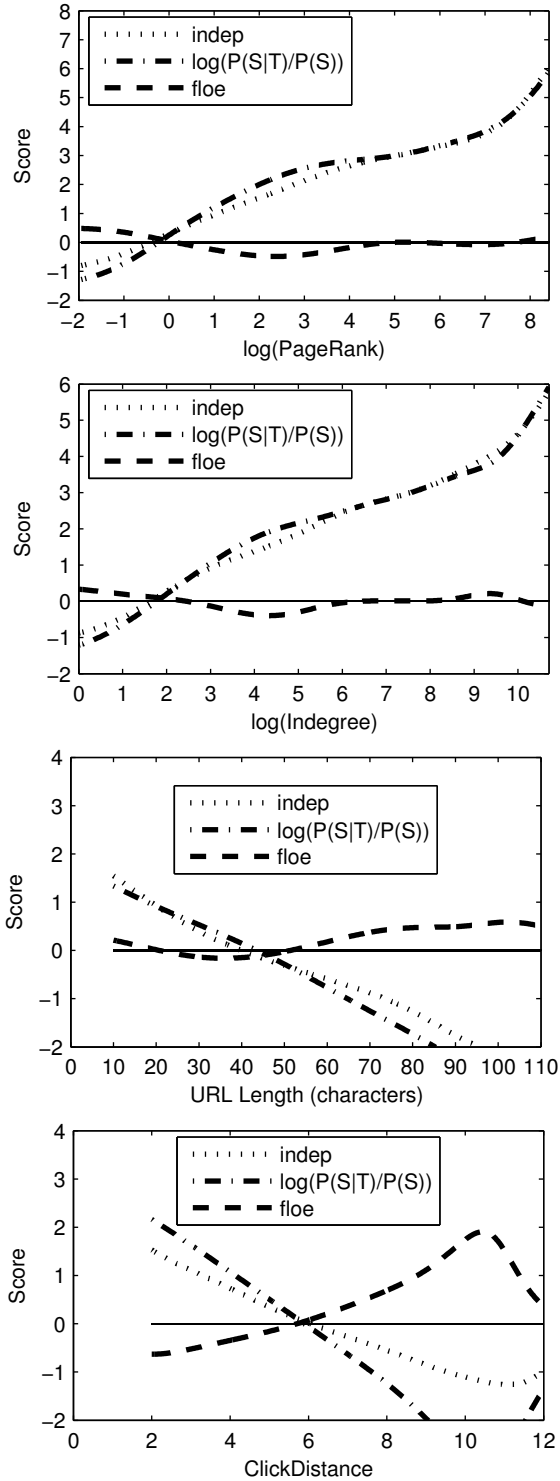 8
7
6
5
4
3
2
1
0
−1
−2
Score
indep
log(P(S|T)/P(S))
floe
−2 −1 0 1 2 3 4 5 6 7 8
log(PageRank)
6
5
4
3
2
1
0
−1
−2
Score
indep
log(P(S|T)/P(S))
floe
0 1 2 3 4 5 6 7 8 9 10
log(Indegree)
4
3
2
1
0
−1
−2
Score
indep
log(P(S|T)/P(S))
floe
0 10 20 30 40 50 60 70 80 90 100 110
URL Length (characters)
4
3
2
1
0
−1
−2
Score
indep
log(P(S|T)/P(S))
floe
0 2 4 6 8 10 12
ClickDistance